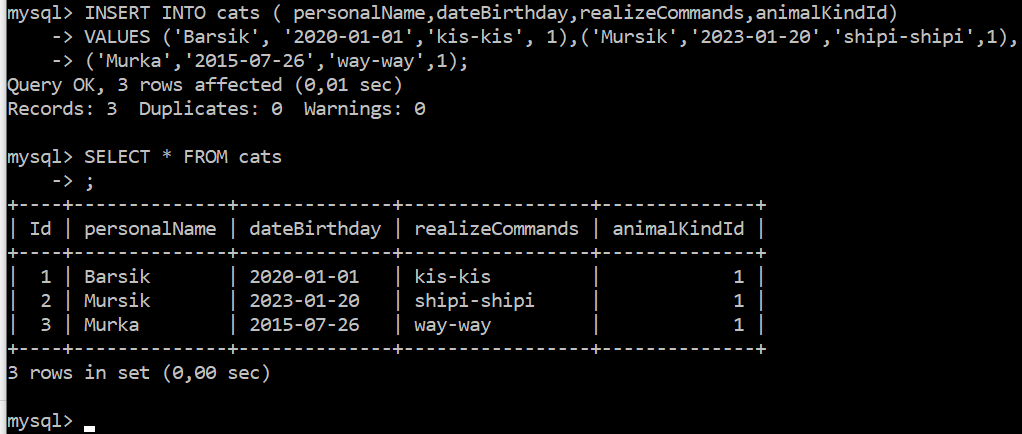 mysql> INSERT INTO cats ( personalName,dateBirthday,realizeCommands,animalKindId)
    -> VALUES ('Barsik', '2020-01-01','kis-kis', 1),('Mursik','2023-01-20','shipi-shipi',1),
    -> ('Murka','2015-07-26','way-way',1);
Query OK, 3 rows affected (0,01 sec)
Records: 3  Duplicates: 0  Warnings: 0

mysql> SELECT * FROM cats
    -> ;
+----+--------------+--------------+-----------------+--------------+
| Id | personalName | dateBirthday | realizeCommands | animalKindId |
+----+--------------+--------------+-----------------+--------------+
|  1 | Barsik       | 2020-01-01   | kis-kis         |            1 |
|  2 | Mursik       | 2023-01-20   | shipi-shipi     |            1 |
|  3 | Murka        | 2015-07-26   | way-way         |            1 |
+----+--------------+--------------+-----------------+--------------+
3 rows in set (0,00 sec)

mysql>